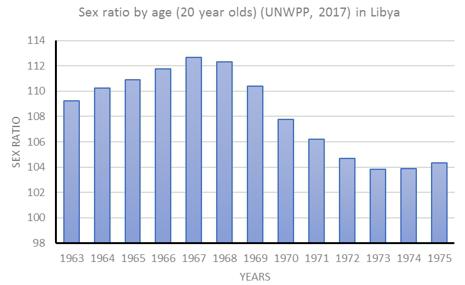 Sex ratio by age (20 year olds) (UNWPP, 2017) in Libya
114
112
110
108
106
104
102
100
98
SEX RATIO
1963 1964 1965 1966 1967 1968 1969 1970 1971 1972 1973 1974 1975
YEARS